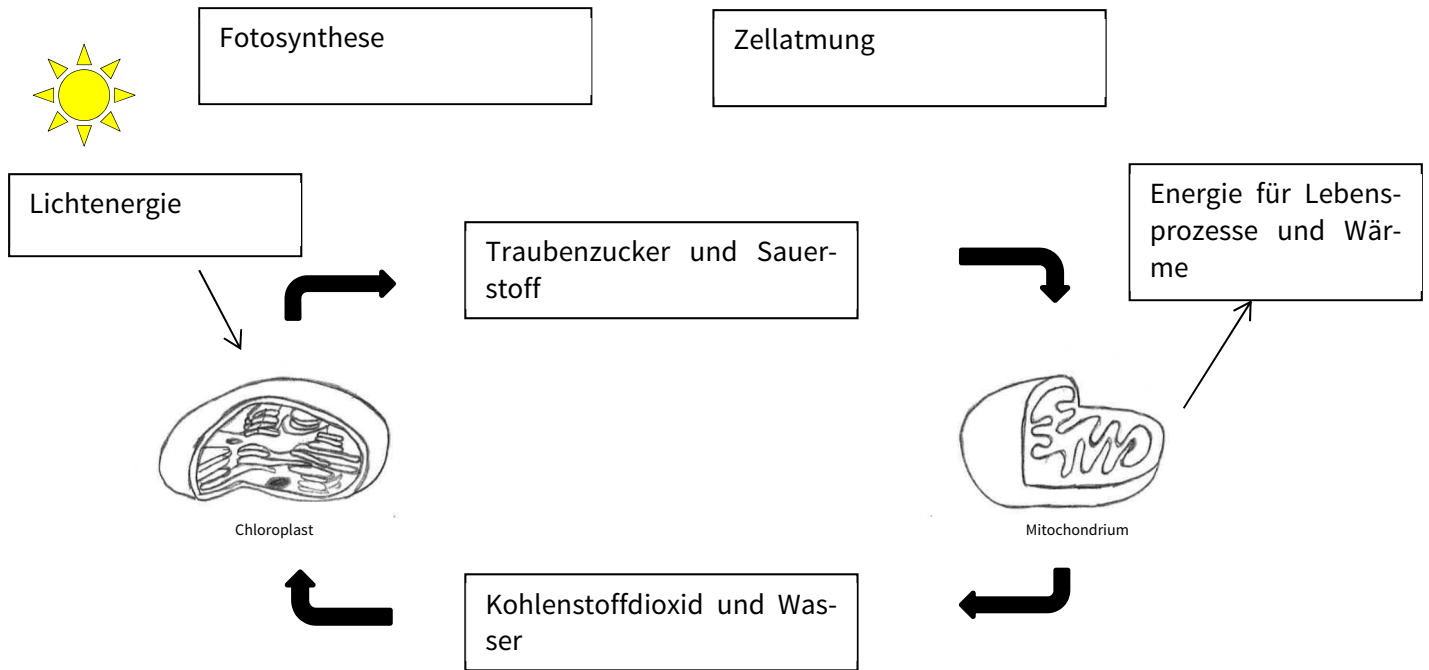 Fotosynthese
Zellatmung
Lichtenergie
Energie für Lebens-
prozesse und Wär-
me
Traubenzucker und Sauer-
stoff
Chloroplast
Mitochondrium
Kohlenstoffdioxid und Was-
ser